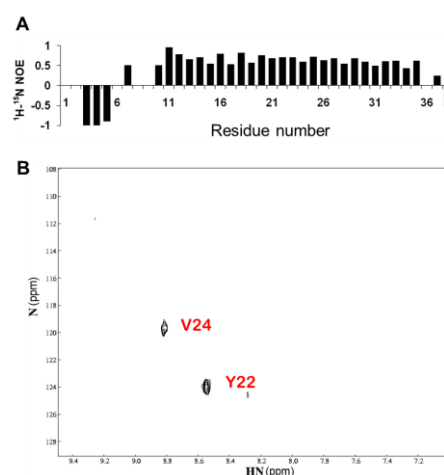 A
¹H-¹⁵N NOE
1
0.5
0
-0.5
-1
1 6 11 16 21 26 31 36
Residue number
B
N (ppm)
108
110
112
114
116
118
120
122
124
126
128
V24
Y22
9.4 9.2 9.0 8.8 8.6 8.4 8.2 8.0 7.8 7.6 7.4 7.2
HN (ppm)